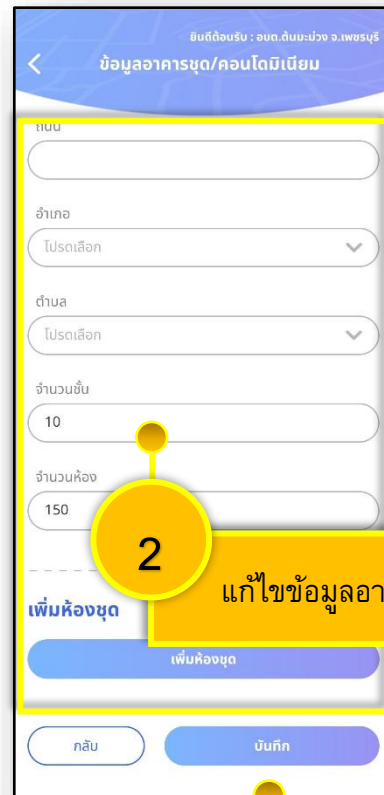 ยินดีต้อนรับ : อบต.ต้นมะม่วง จ.เพชรบุรี
ข้อมูลอาคารชุด/คอนโดมิเนียม
ถนน
อำเภอ
โปรดเลือก
ตำบล
โปรดเลือก
จำนวนชั้น
10
จำนวนห้อง
150
2
แก้ไขข้อมูลอา
เพิ่มห้องชุด
เพิ่มห้องชุด
กลับ
บันทึก